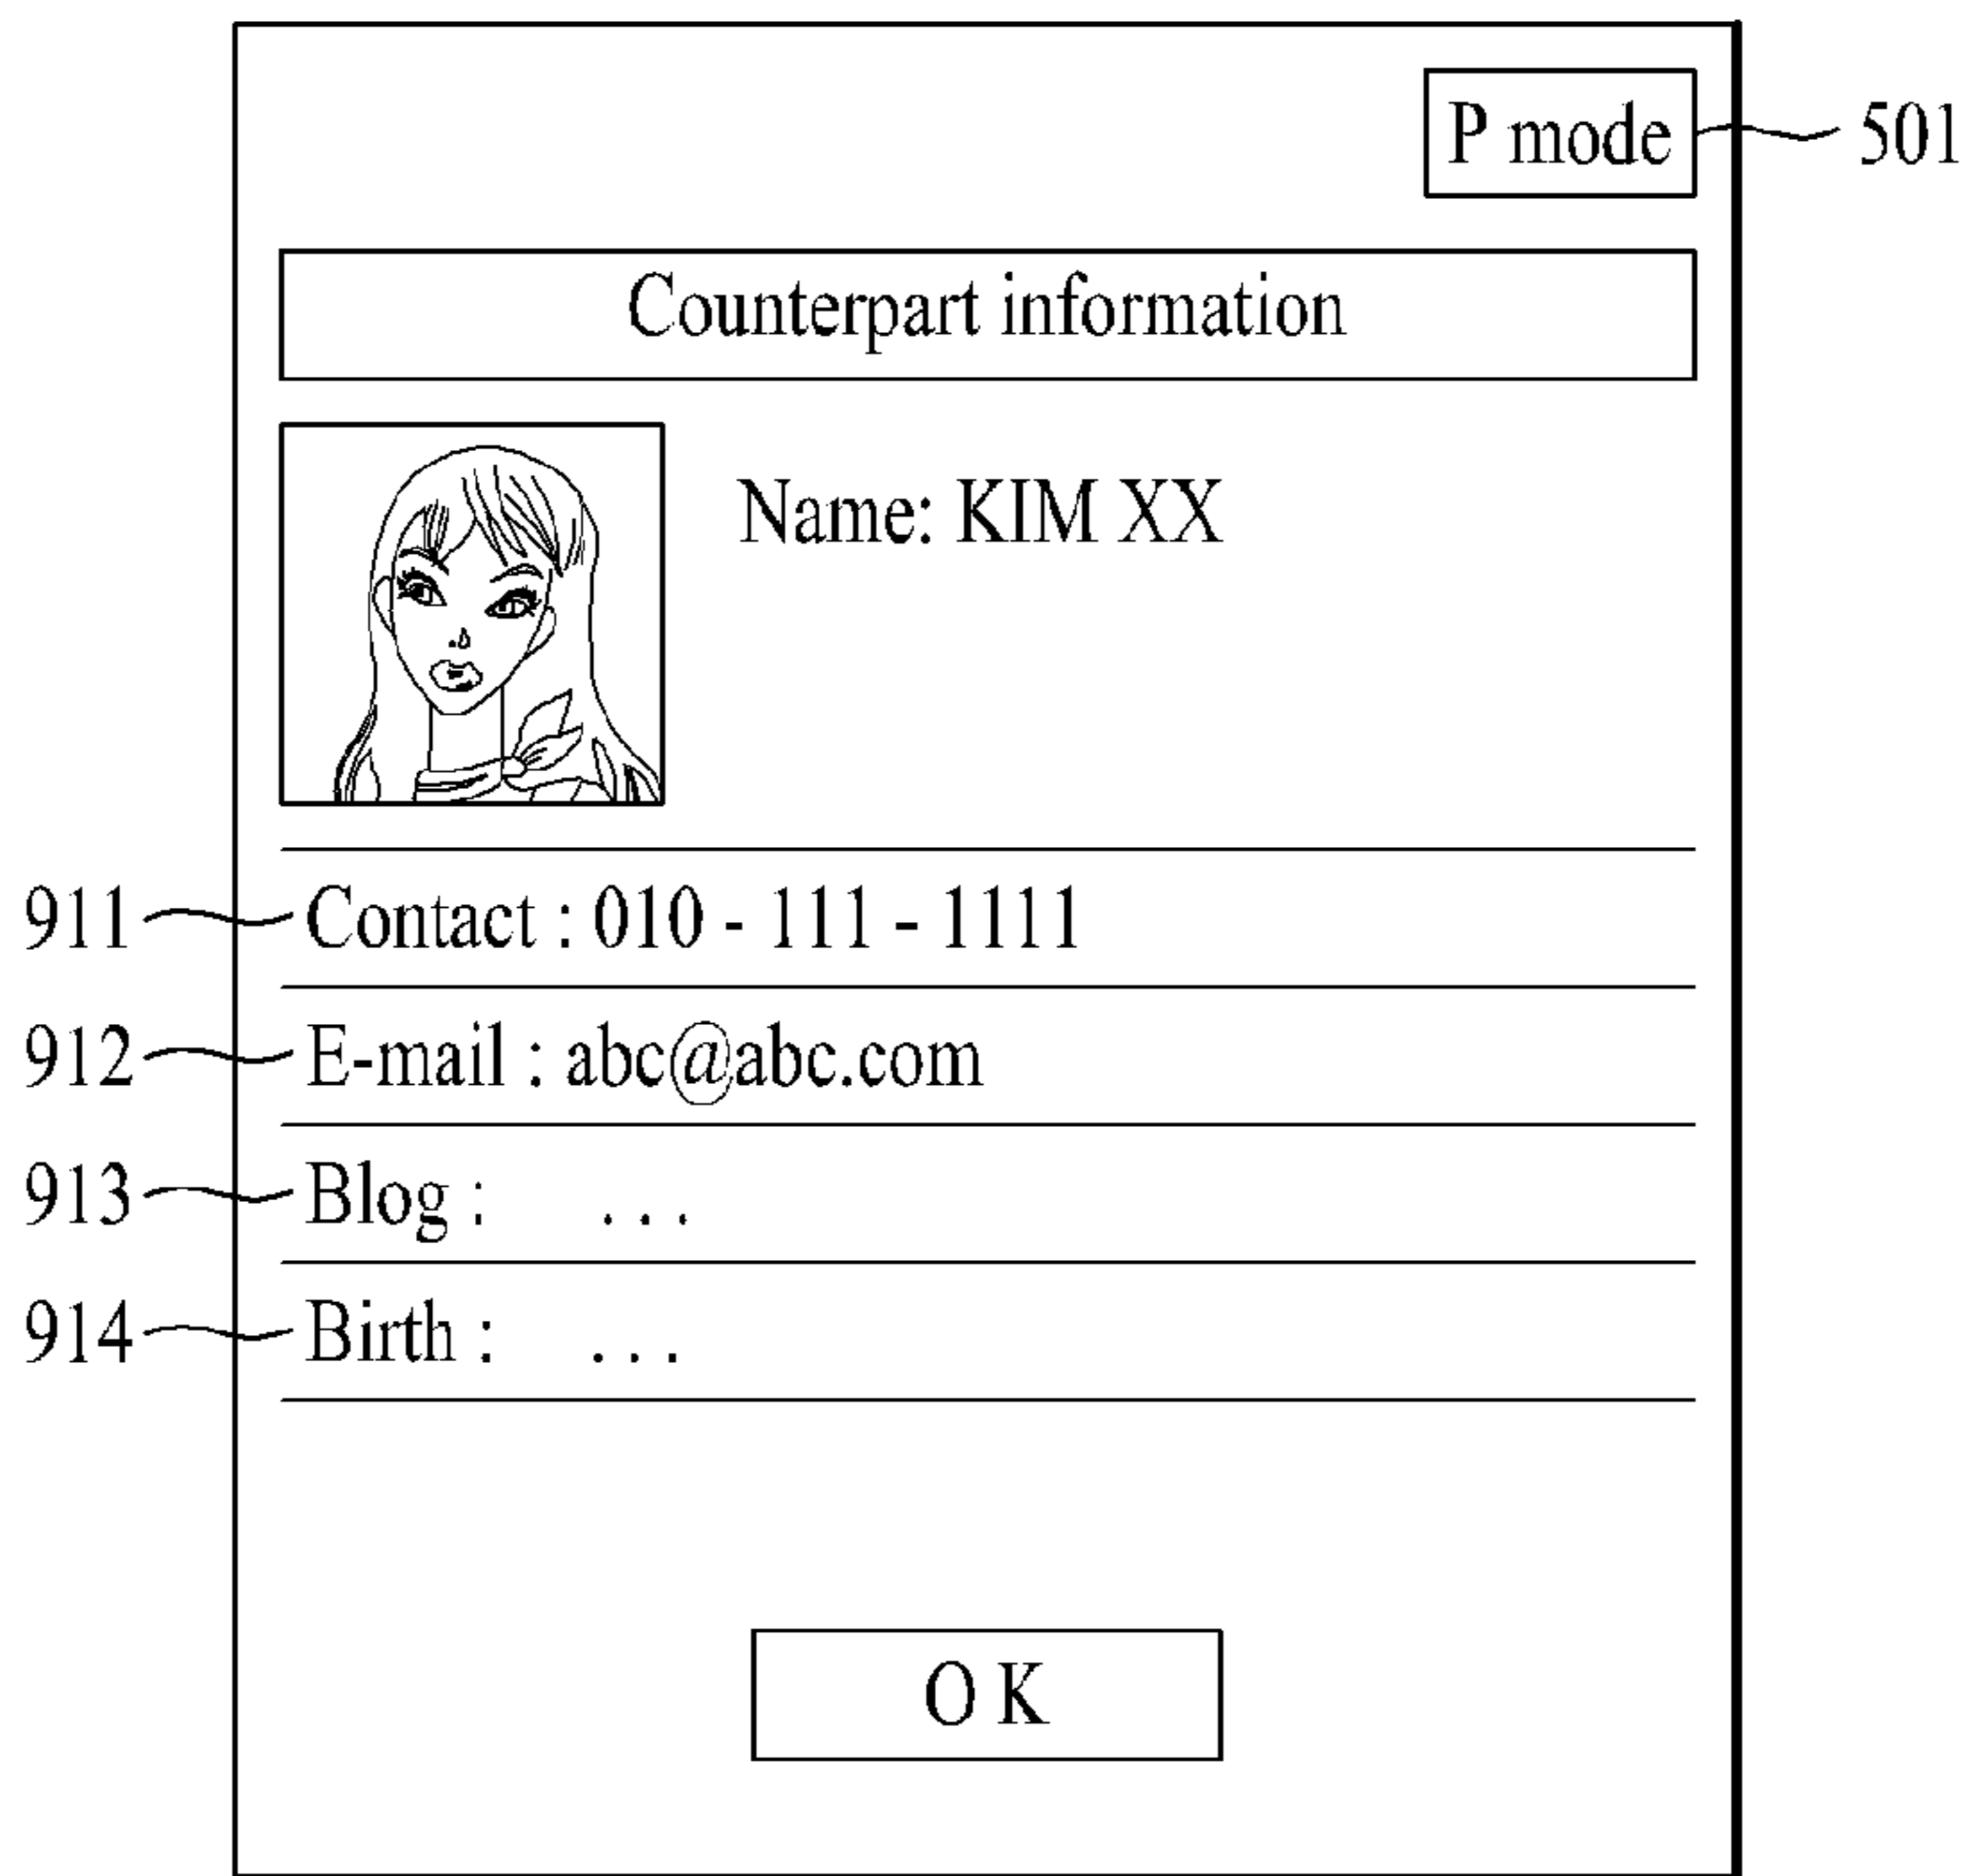 P mode 501
Counterpart information
Name: KIM XX
911 Contact : 010 - 111 - 1111
912 E-mail : abc@abc.com
913 Blog : . . .
914 Birth : . . .
O K